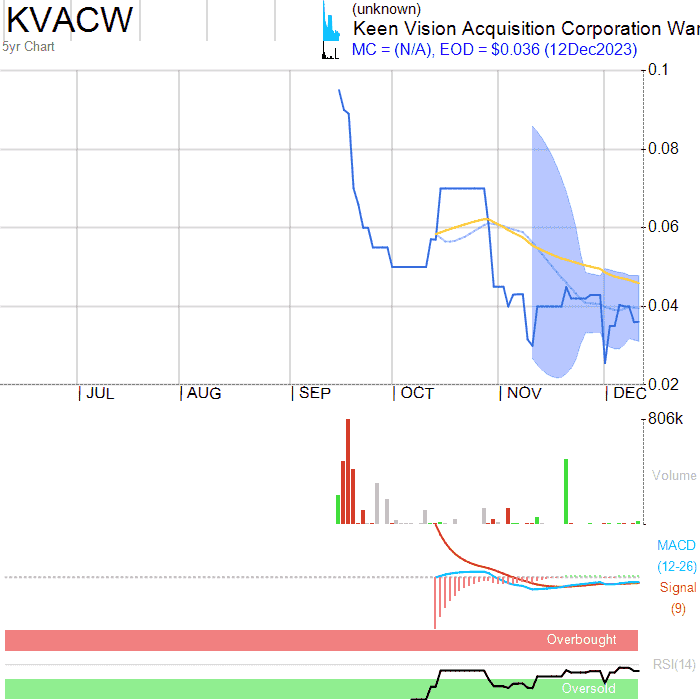 KVACW
5yr Chart
(unknown)
Keen Vision Acquisition Corporation War
MC = (N/A), EOD = $0.036 (12Dec2023)
0.1
0.08
0.06
0.04
0.02
JUL AUG SEP OCT NOV DEC
806k
Volume
MACD
(12-26)
Signal
(9)
Overbought
RSI(14)
Oversold